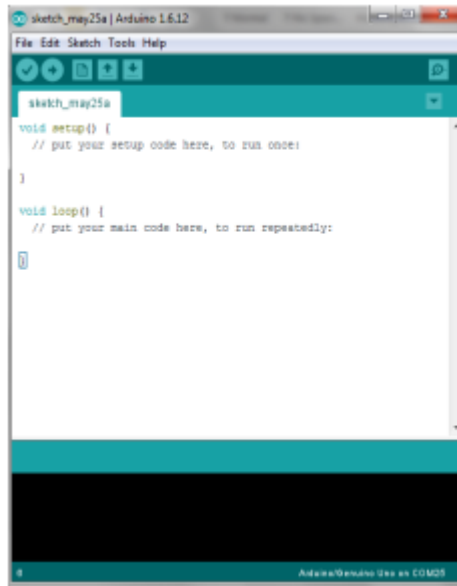 sketch_may25a | Arduino 1.6.12
File Edit Sketch Tools Help
sketch_may25a
void setup() {
// put your setup code here, to run once:
}
void loop() {
// put your main code here, to run repeatedly:
}
Arduino/Genuino Uno on COM25